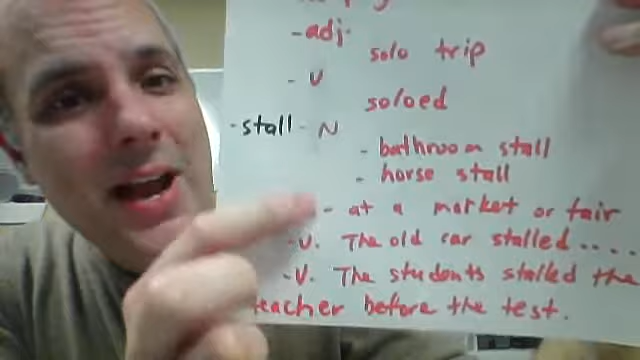 -adj.
solo trip
- v
soloed
-stall - N
- bathroom stall
- horse stall
- at a market or fair
-v. The old car stalled....
-v. The students stalled the
teacher before the test.